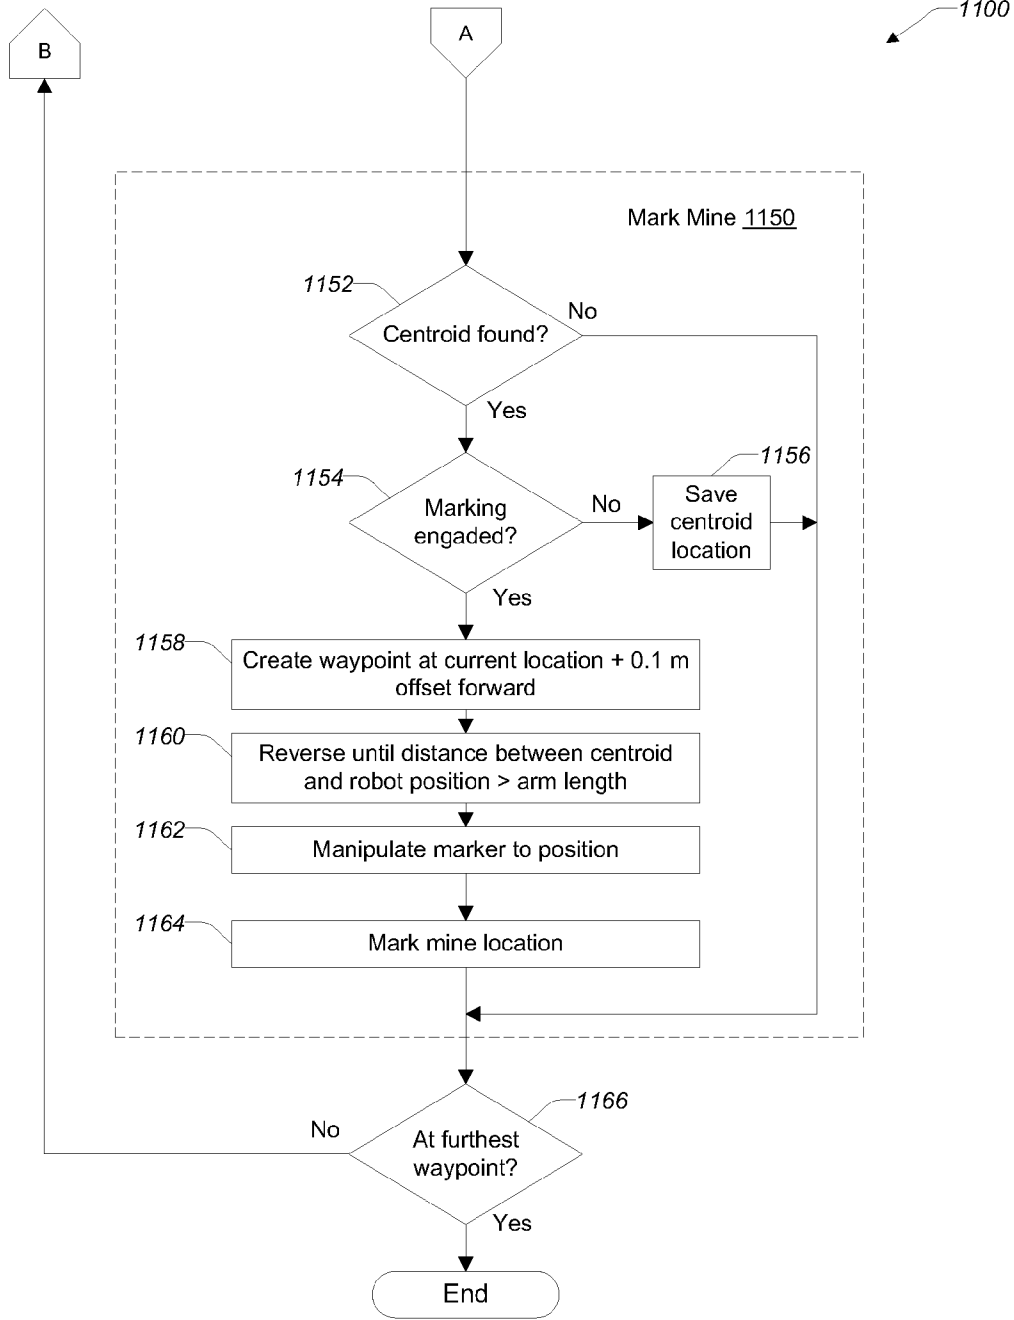 1100
B
A
Mark Mine 1150
1152
No
Centroid found?
Yes
1156
1154
No
Save
centroid
location
Marking
engaded?
Yes
1158
Create waypoint at current location + 0.1 m
offset forward
1160
Reverse until distance between centroid
and robot position > arm length
1162
Manipulate marker to position
1164
Mark mine location
1166
No
At furthest
waypoint?
Yes
End